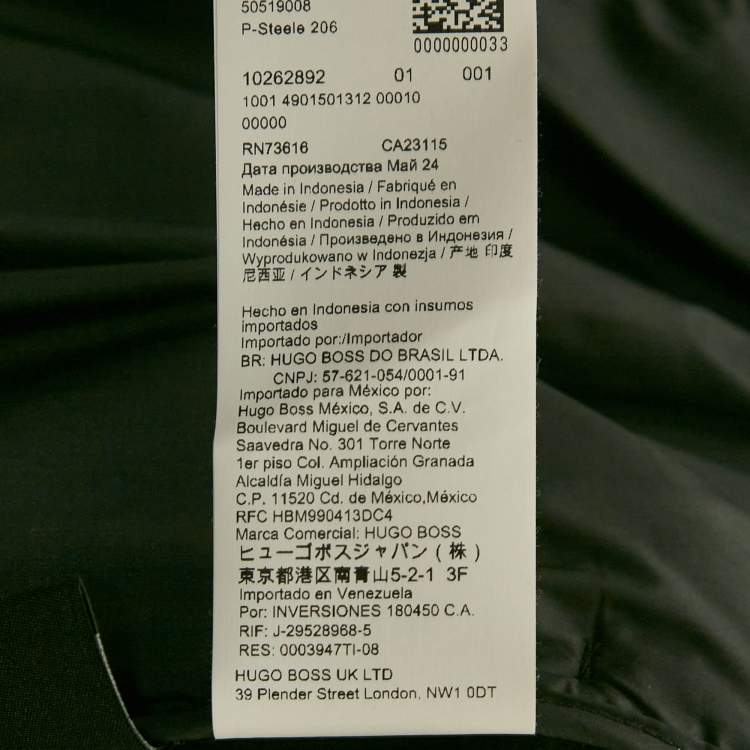 50519008
P-Steele 206
0000000033
10262892 01 001
1001 4901501312 00010
00000
RN73616 CA23115
Дата производства Май 24
Made in Indonesia / Fabriqué en
Indonésie / Prodotto in Indonesia /
Hecho en Indonesia / Produzido em
Indonésia / Произведено в Индонезии /
Wyprodukowano w Indonezja / 产地 印度
尼西亚 / インドネシア 製
Hecho en Indonesia con insumos
importados
Importado por:/Importador
BR: HUGO BOSS DO BRASIL LTDA.
CNPJ: 57-621-054/0001-91
Importado para México por:
Hugo Boss México, S.A. de C.V.
Boulevard Miguel de Cervantes
Saavedra No. 301 Torre Norte
1er piso Col. Ampliación Granada
Alcaldía Miguel Hidalgo
C.P. 11520 Cd. de México,México
RFC HBM990413DC4
Marca Comercial: HUGO BOSS
ヒューゴボスジャパン(株)
東京都港区南青山5-2-1 3F
Importado en Venezuela
Por: INVERSIONES 180450 C.A.
RIF: J-29528968-5
RES: 0003947TI-08
HUGO BOSS UK LTD
39 Plender Street London, NW1 0DT